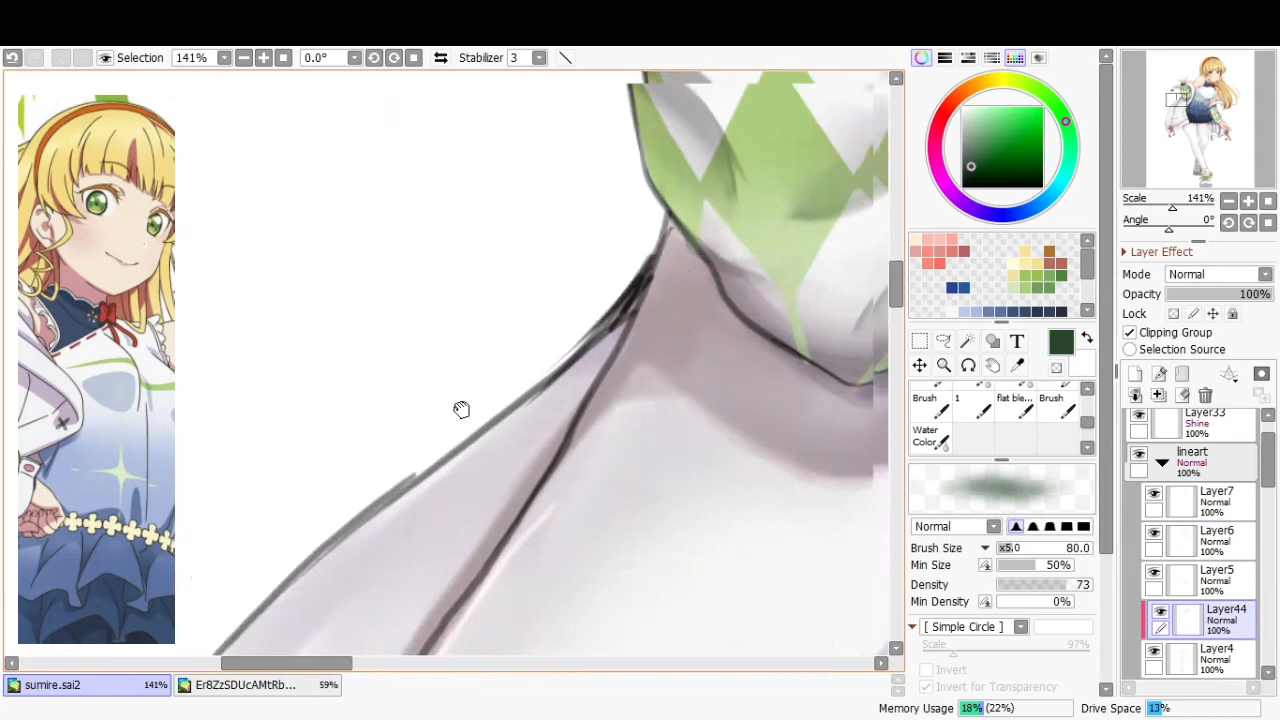 Selection 141% 0.0° Stabilizer 3
Scale 141%
Angle 0°
Layer Effect
Mode Normal
Opacity 100%
Lock
Clipping Group
Selection Source
T
Brush 1 flat ble... Brush
Water
Color
Normal
Brush Size x5.0 80.0
Min Size 50%
Density 73
Min Density 0%
[ Simple Circle ]
Scale 97%
Invert
Invert for Transparency
Layer33
Shine
100%
lineart
Normal
100%
Layer7
Normal
100%
Layer6
Normal
100%
Layer5
Normal
100%
Layer44
Normal
100%
Layer4
Normal
100%
sumire.sai2 141% Er8ZzSDUcAMtRb... 59%
Memory Usage 18% (22%) Drive Space 13%